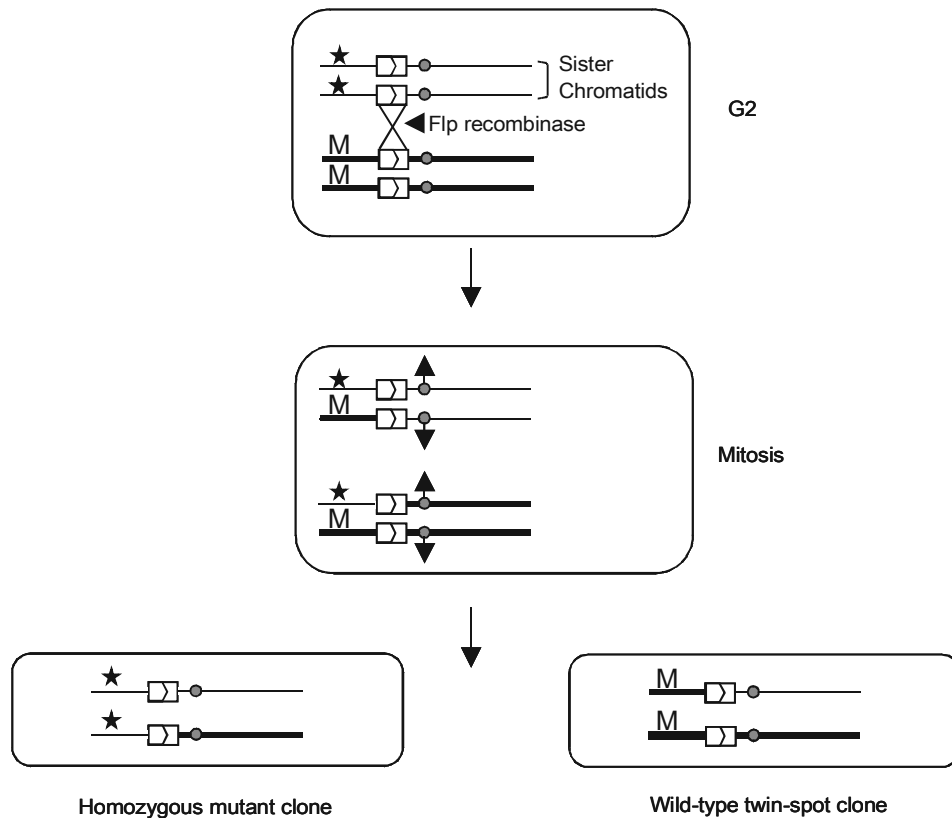 Sister
Chromatids
G2
Flp recombinase
M
M
Mitosis
M
M
M
M
Homozygous mutant clone
Wild-type twin-spot clone